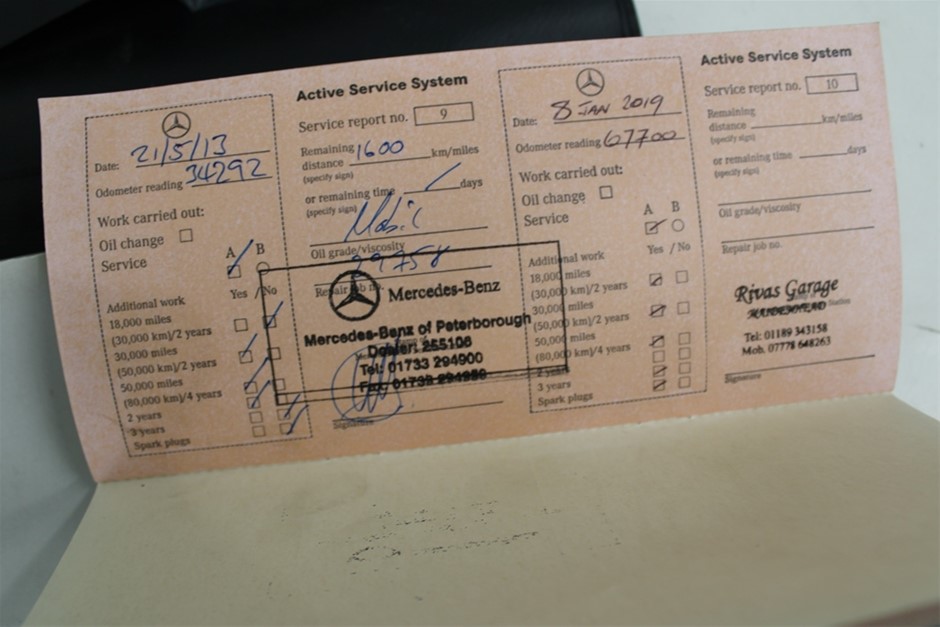 Active Service System
Service report no. 9
Date: 21/5/13
Odometer reading 34292
Remaining distance 1600 km/miles
(specify sign)
or remaining time days
(specify sign)
Work carried out:
Oil change
Service
A B
Mobil
Oil grade/viscosity
Repair job no.
Additional work
Yes / No
18,000 miles
(30,000 km)/2 years
30,000 miles
(50,000 km)/2 years
50,000 miles
(80,000 km)/4 years
2 years
3 years
Spark plugs
Mercedes-Benz
Mercedes-Benz of Peterborough
Dealer: 255106
Tel: 01733 294900
Fax:
Signature
Active Service System
Service report no. 10
Date: 8 JAN 2019
Odometer reading 67700
Remaining
distance km/miles
(specify sign)
or remaining time days
(specify sign)
Work carried out:
Oil change
Service
A B
Oil grade/viscosity
Repair job no.
Additional work
Yes / No
18,000 miles
(30,000 km)/2 years
30,000 miles
(50,000 km)/2 years
50,000 miles
(80,000 km)/4 years
2 years
3 years
Spark plugs
Rivas Garage
Tel: 01189 343158
Mob. 07778 648263
Signature